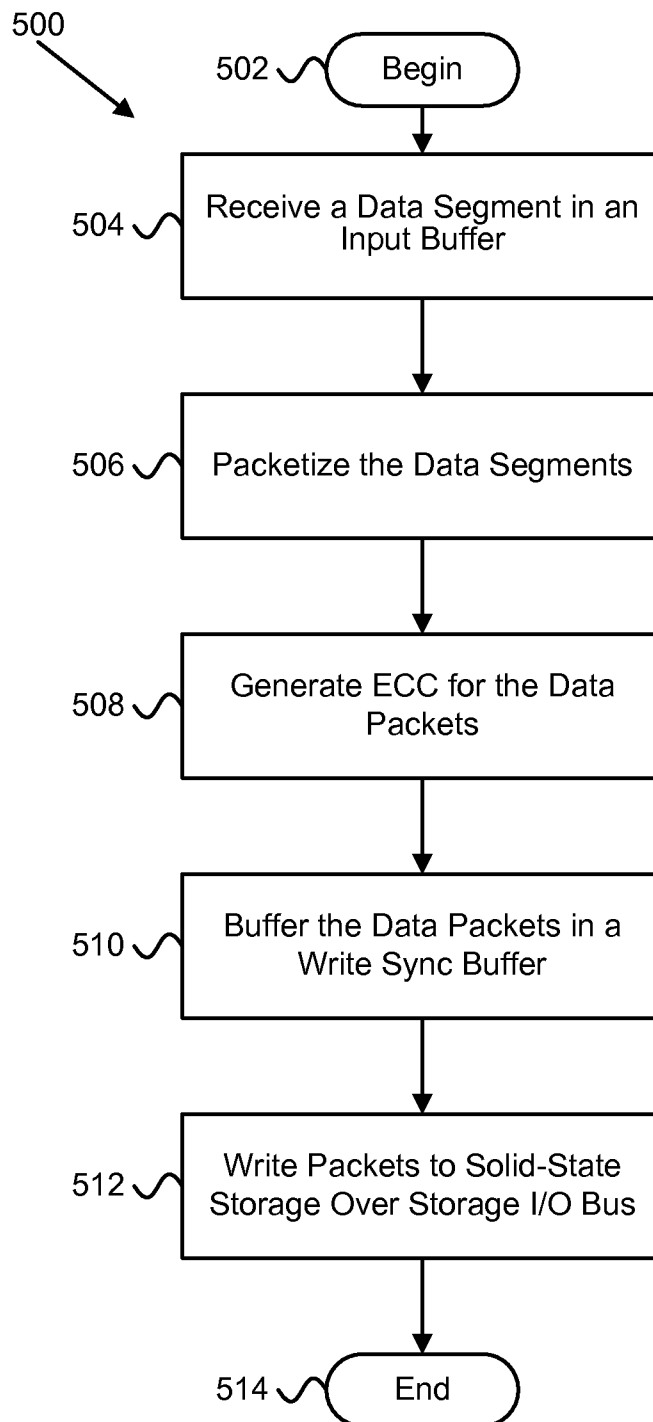 500
502
Begin
504
Receive a Data Segment in an
Input Buffer
506
Packetize the Data Segments
508
Generate ECC for the Data
Packets
510
Buffer the Data Packets in a
Write Sync Buffer
512
Write Packets to Solid-State
Storage Over Storage I/O Bus
514
End